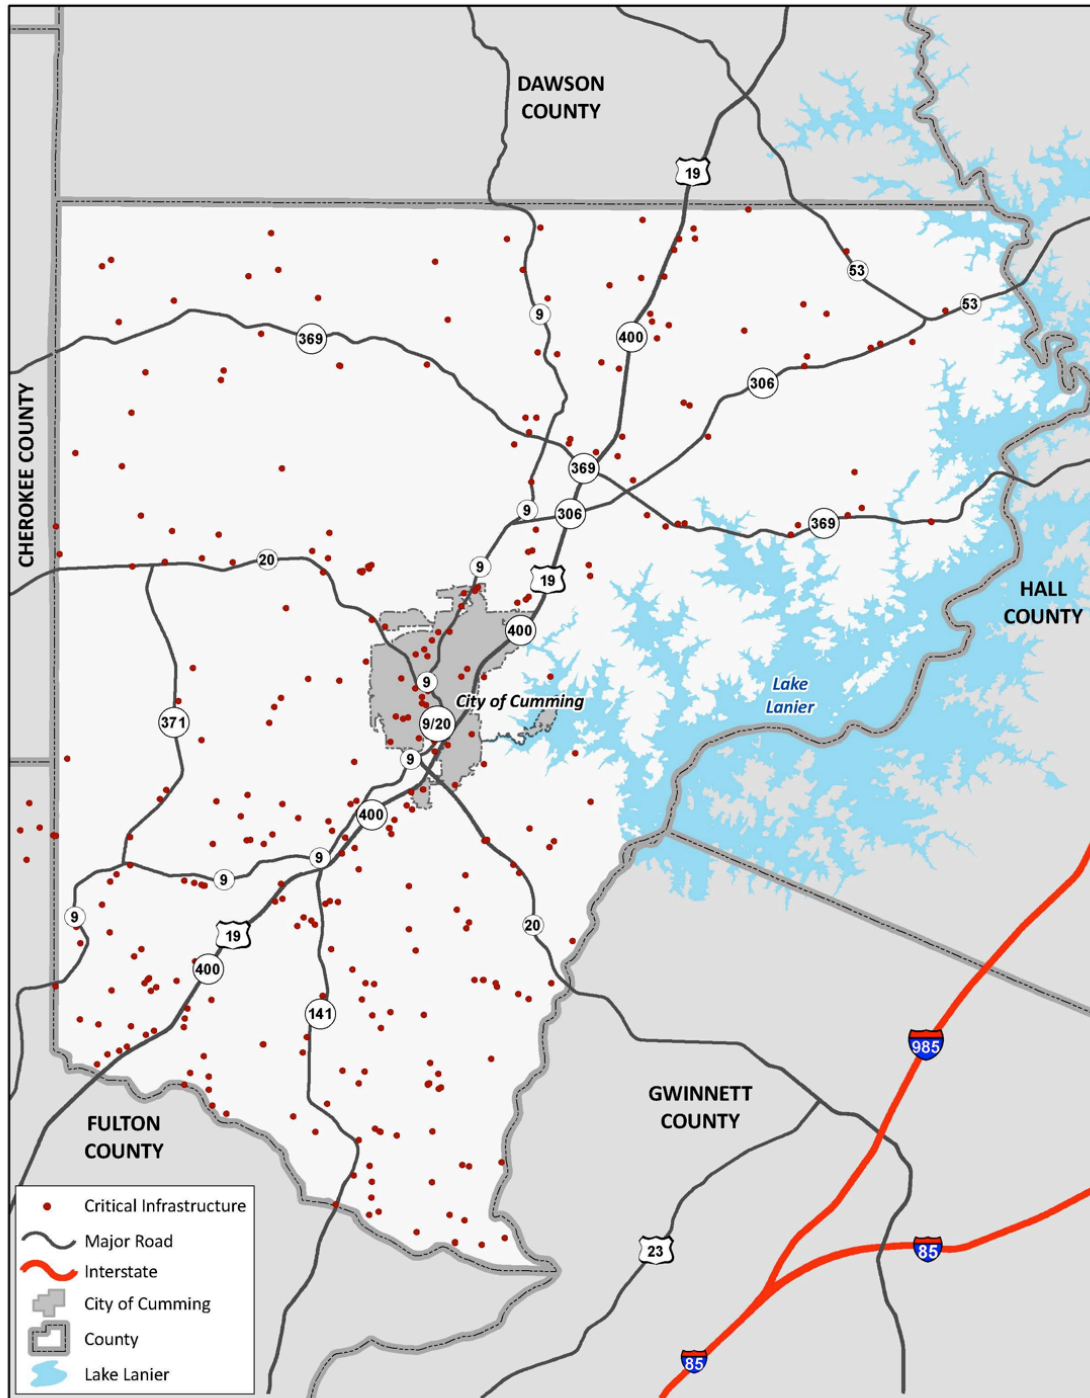 DAWSON
COUNTY
19
53
53
9
400
369
306
CHEROKEE COUNTY
369
9
306
369
20
9
19
HALL
COUNTY
400
9
City of Cumming
Lake
Lanier
371
9/20
9
400
9
9
9
20
19
400
141
985
GWINNETT
COUNTY
FULTON
COUNTY
23
85
85
Critical Infrastructure
Major Road
Interstate
City of Cumming
County
Lake Lanier